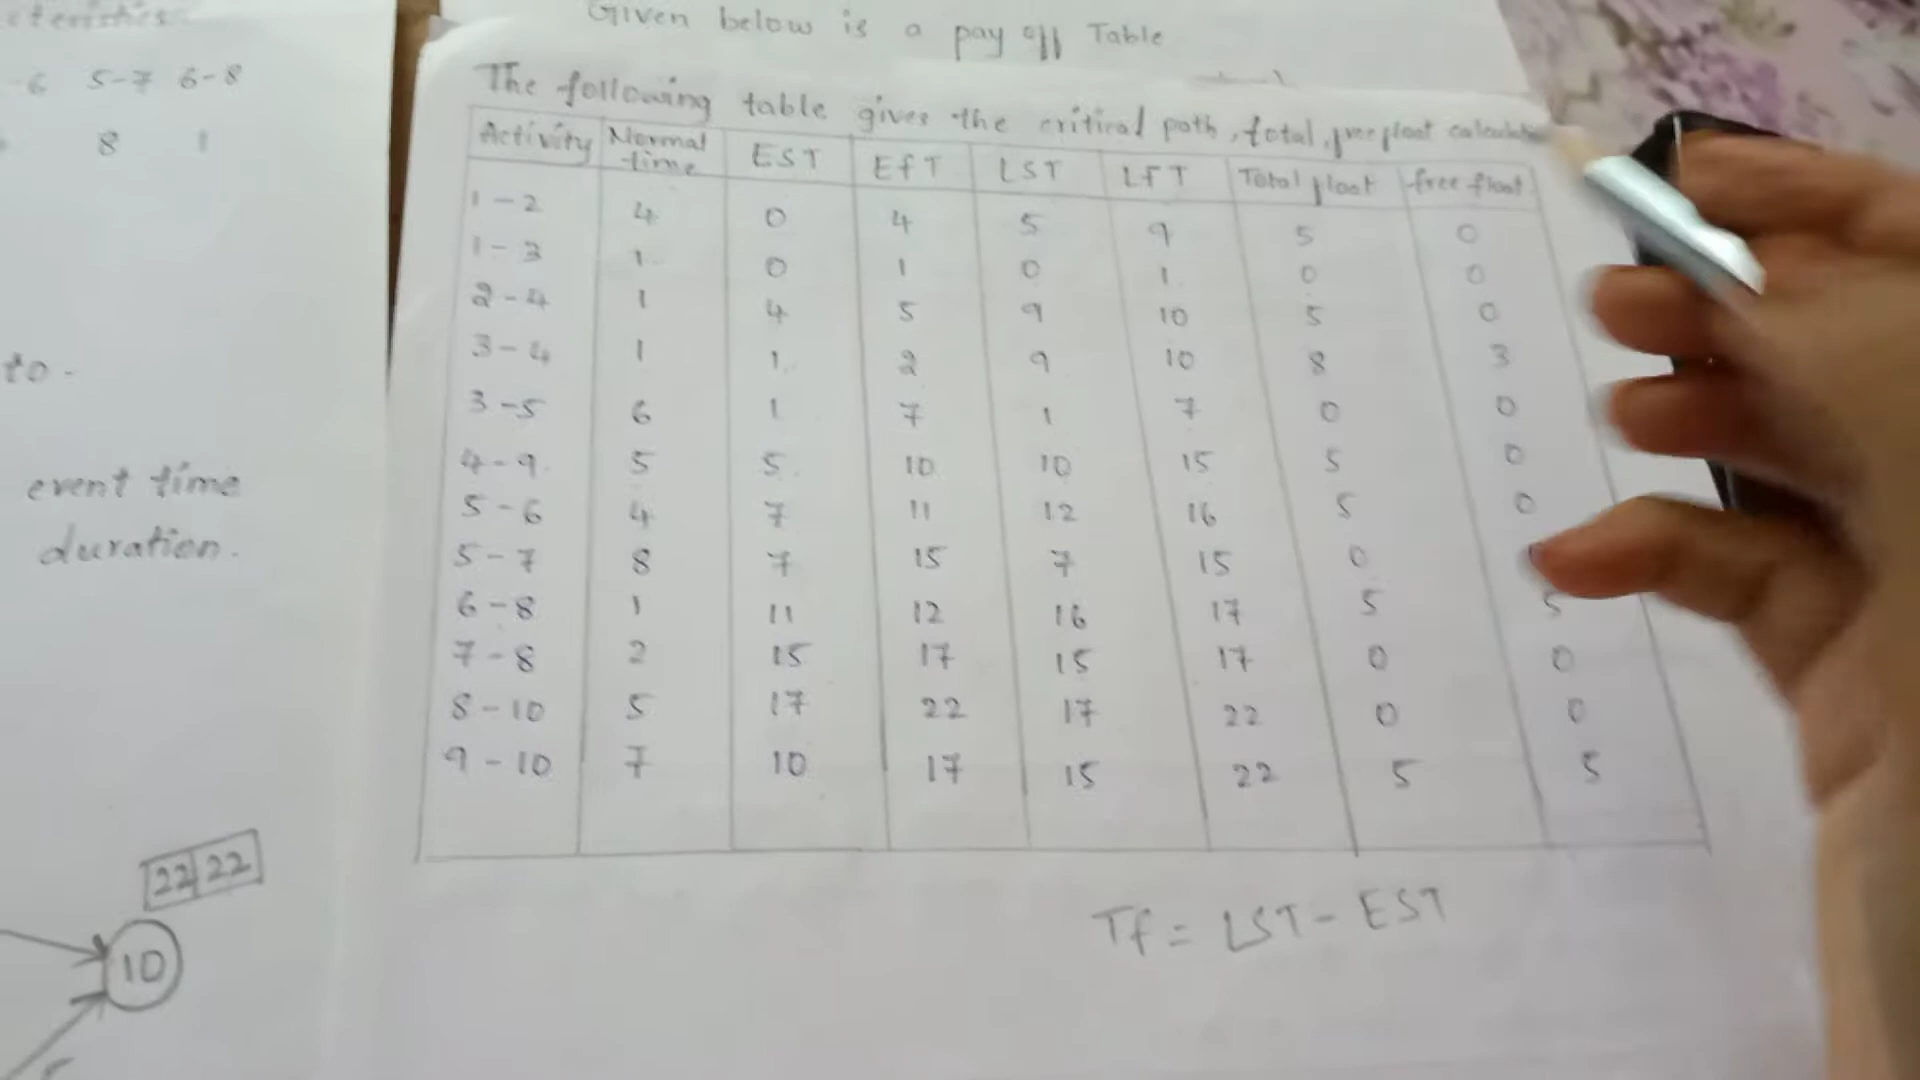 6 5-7 6-8
8 1
to
event time
duration.
22 22
10
Given below is a pay off Table
The following table gives the critical path, total, free float
Activity Normal time EST EfT LST LfT Total float free float
1-2 4 0 4 5 9 5 0
1-3 1 0 1 0 1 0 0
2-4 1 4 5 9 10 5 0
3-4 1 1 2 9 10 8 3
3-5 6 1 7 1 7 0 0
4-9 5 5 10 10 15 5 0
5-6 4 7 11 12 16 5 0
5-7 8 7 15 7 15 0
6-8 1 11 12 16 17 5 5
7-8 2 15 17 15 17 0 0
8-10 5 17 22 17 22 0 0
9-10 7 10 17 15 22 5 5
Tf = LST - EST